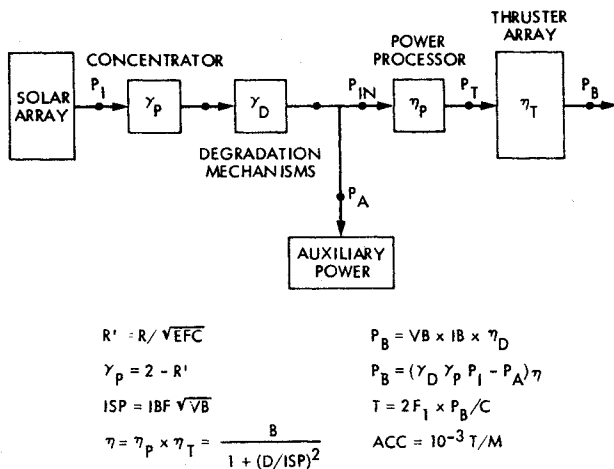 THRUSTER
ARRAY
CONCENTRATOR
POWER
PROCESSOR
SOLAR
ARRAY
P_I
γ_P
γ_D
P_IN
η_P
P_T
η_T
P_B
DEGRADATION
MECHANISMS
P_A
AUXILIARY
POWER
R' = R/ √EFC
γ_P = 2 - R'
ISP = IBF √VB
η = η_P × η_T = B / 1 + (D/ISP)²
P_B = VB × IB × η_D
P_B = (γ_D γ_P P_I - P_A) η
T = 2F_1 × P_B/C
ACC = 10⁻³ T/M